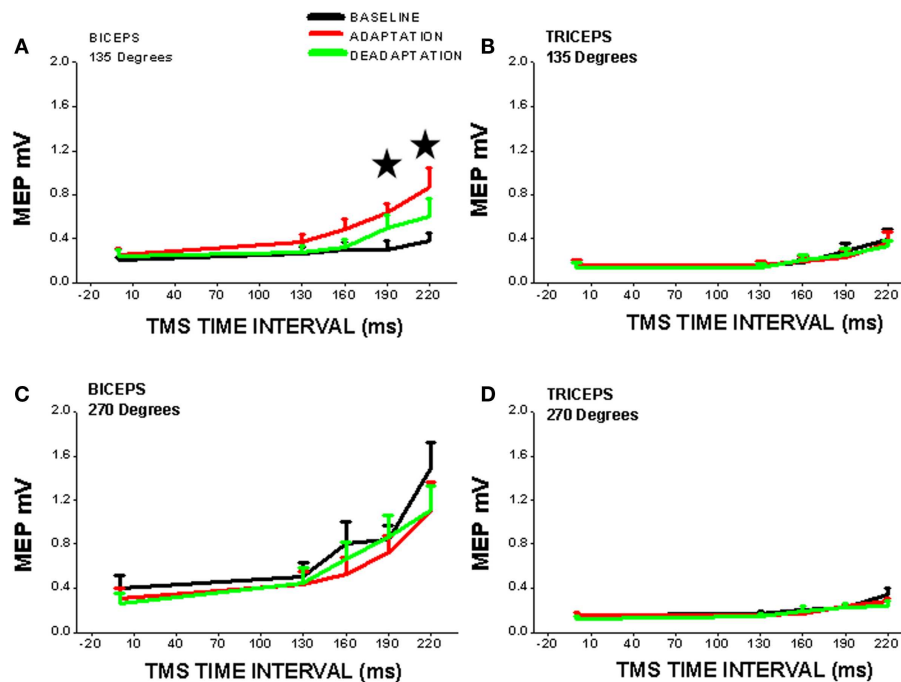 BASELINE
ADAPTATION
DEADAPTATION
A
BICEPS
135 Degrees
2.0
1.6
1.2
0.8
0.4
0.0
MEP mV
-20 10 40 70 100 130 160 190 220
TMS TIME INTERVAL (ms)
B
TRICEPS
135 Degrees
2.0
1.6
1.2
0.8
0.4
0.0
MEP mV
-20 10 40 70 100 130 160 190 220
TMS TIME INTERVAL (ms)
C
BICEPS
270 Degrees
2.0
1.6
1.2
0.8
0.4
0.0
MEP mV
-20 10 40 70 100 130 160 190 220
TMS TIME INTERVAL (ms)
D
TRICEPS
270 Degrees
2.0
1.6
1.2
0.8
0.4
0.0
MEP mV
-20 10 40 70 100 130 160 190 220
TMS TIME INTERVAL (ms)